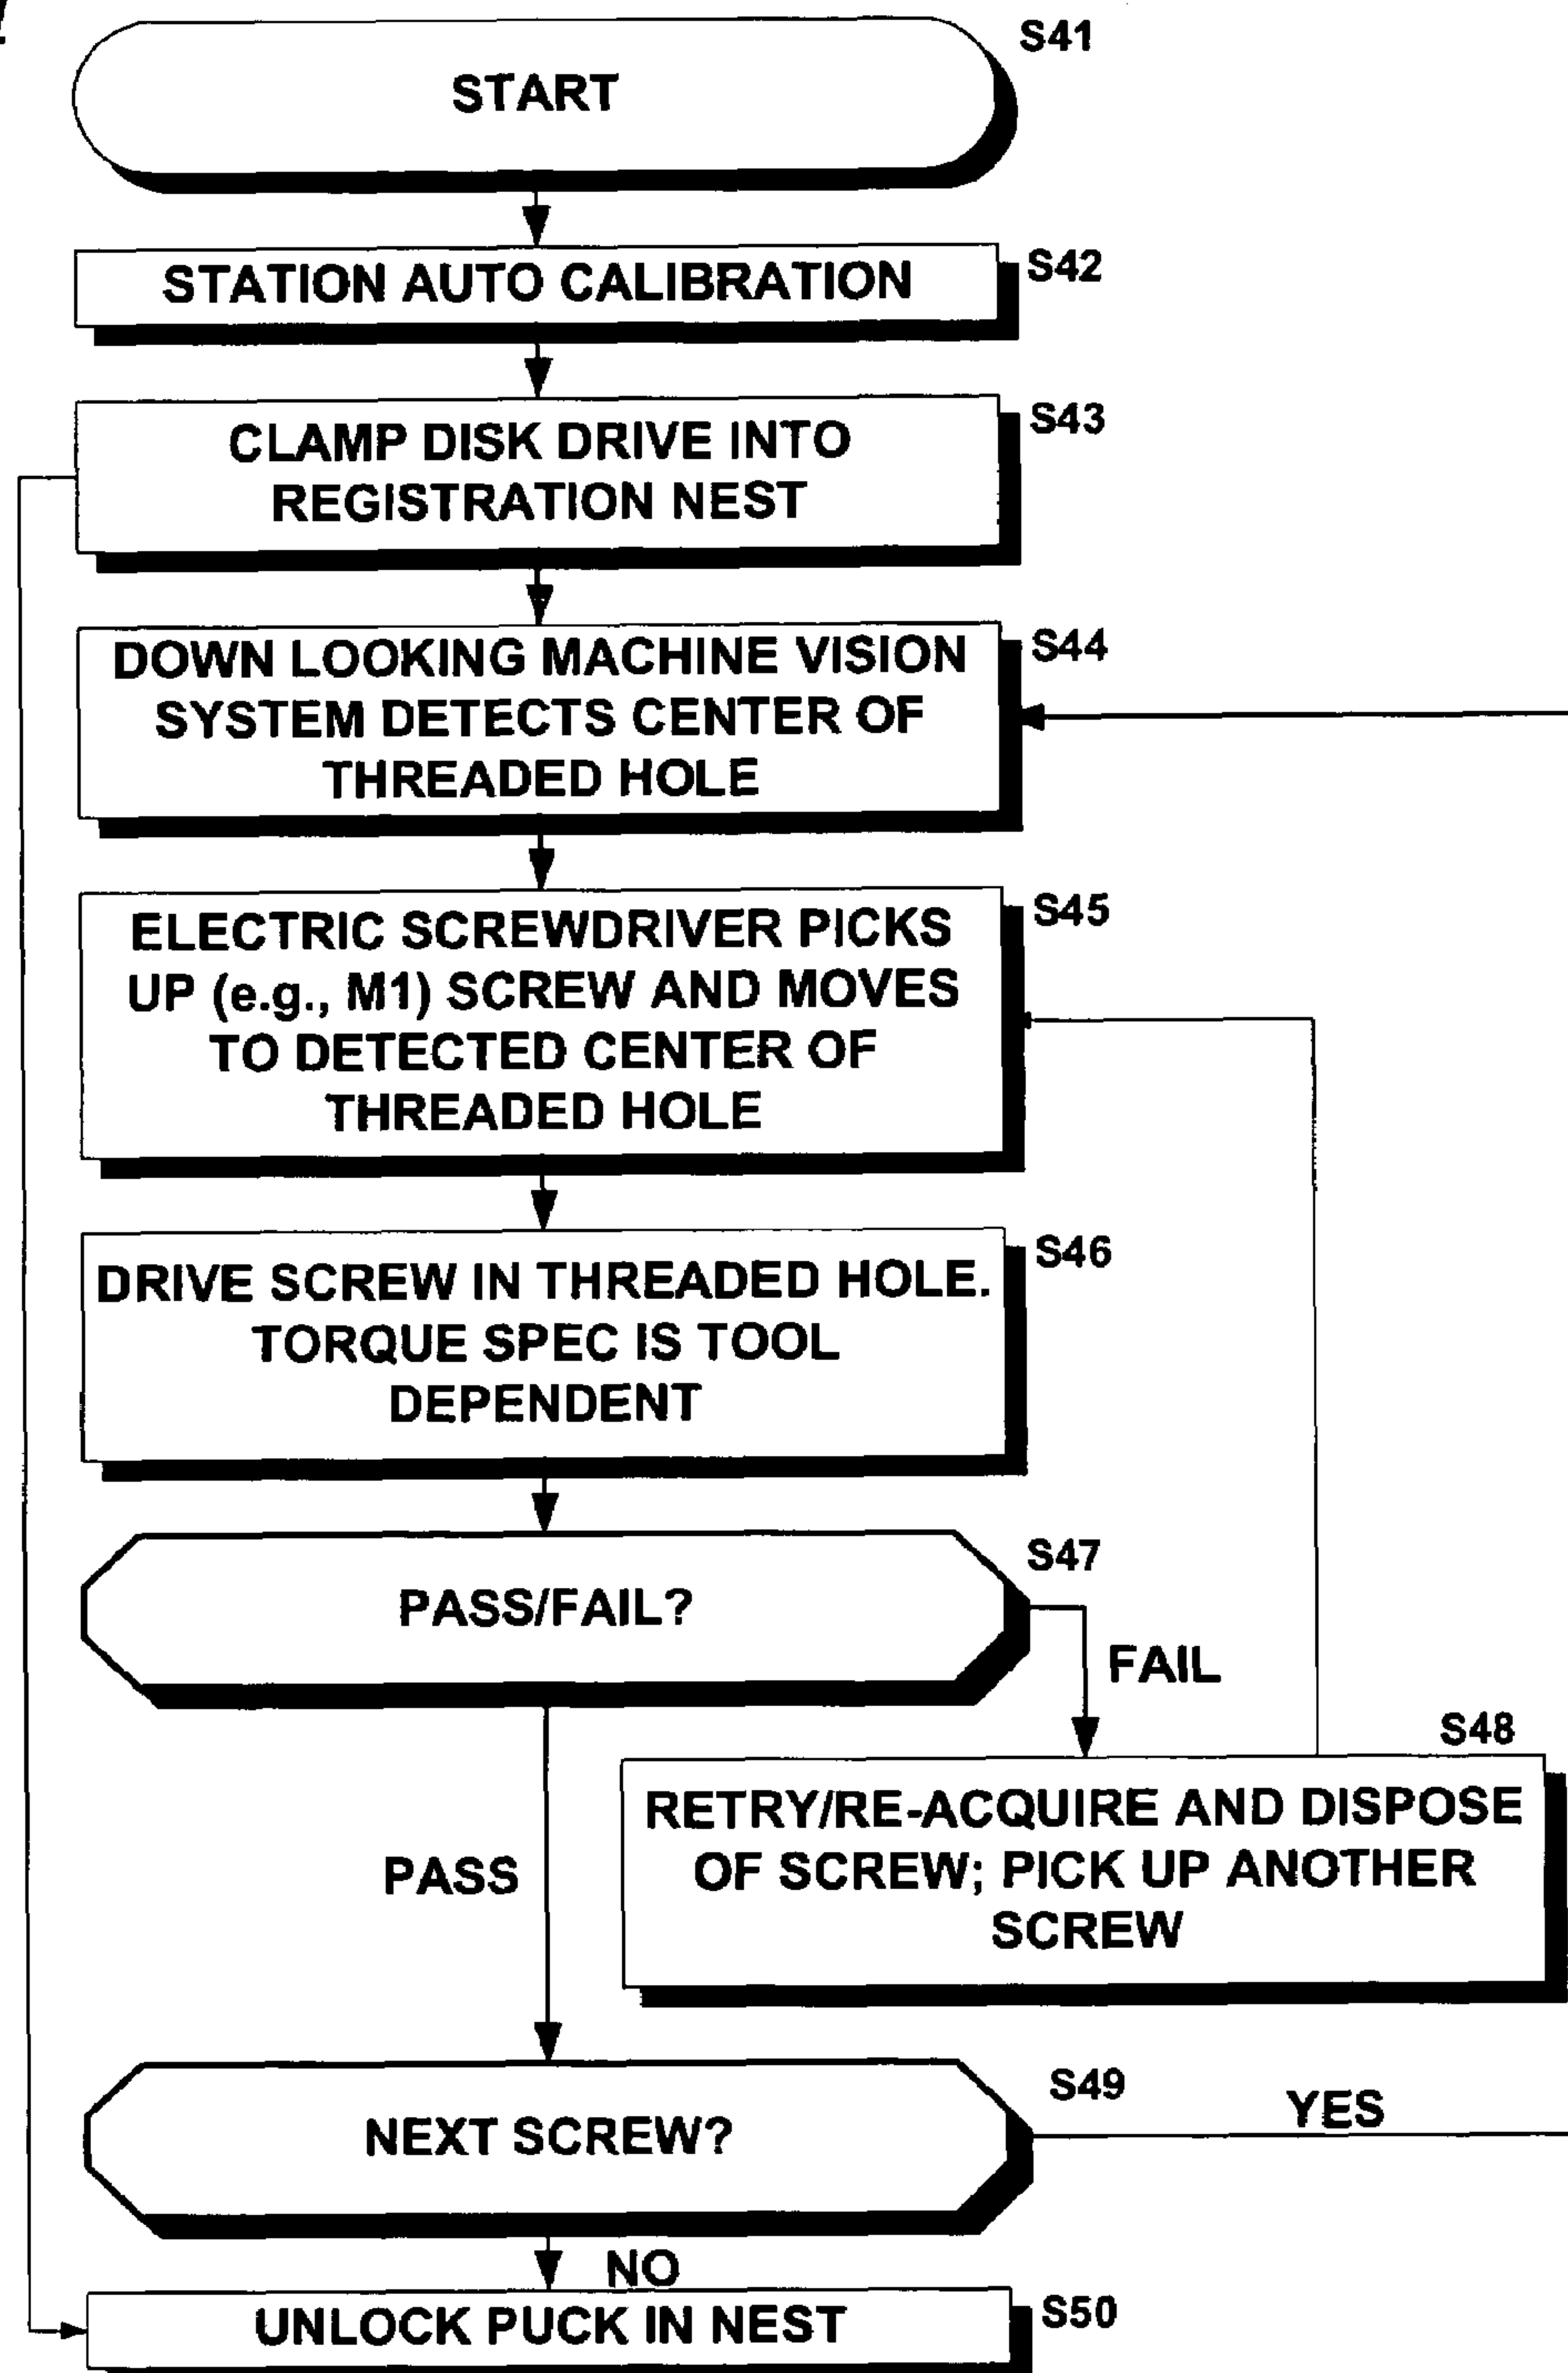 START
S41
STATION AUTO CALIBRATION
S42
CLAMP DISK DRIVE INTO
REGISTRATION NEST
S43
DOWN LOOKING MACHINE VISION
SYSTEM DETECTS CENTER OF
THREADED HOLE
S44
ELECTRIC SCREWDRIVER PICKS
UP (e.g., M1) SCREW AND MOVES
TO DETECTED CENTER OF
THREADED HOLE
S45
DRIVE SCREW IN THREADED HOLE.
TORQUE SPEC IS TOOL
DEPENDENT
S46
PASS/FAIL?
S47
FAIL
S48
RETRY/RE-ACQUIRE AND DISPOSE
OF SCREW; PICK UP ANOTHER
SCREW
PASS
NEXT SCREW?
S49
YES
NO
UNLOCK PUCK IN NEST
S50